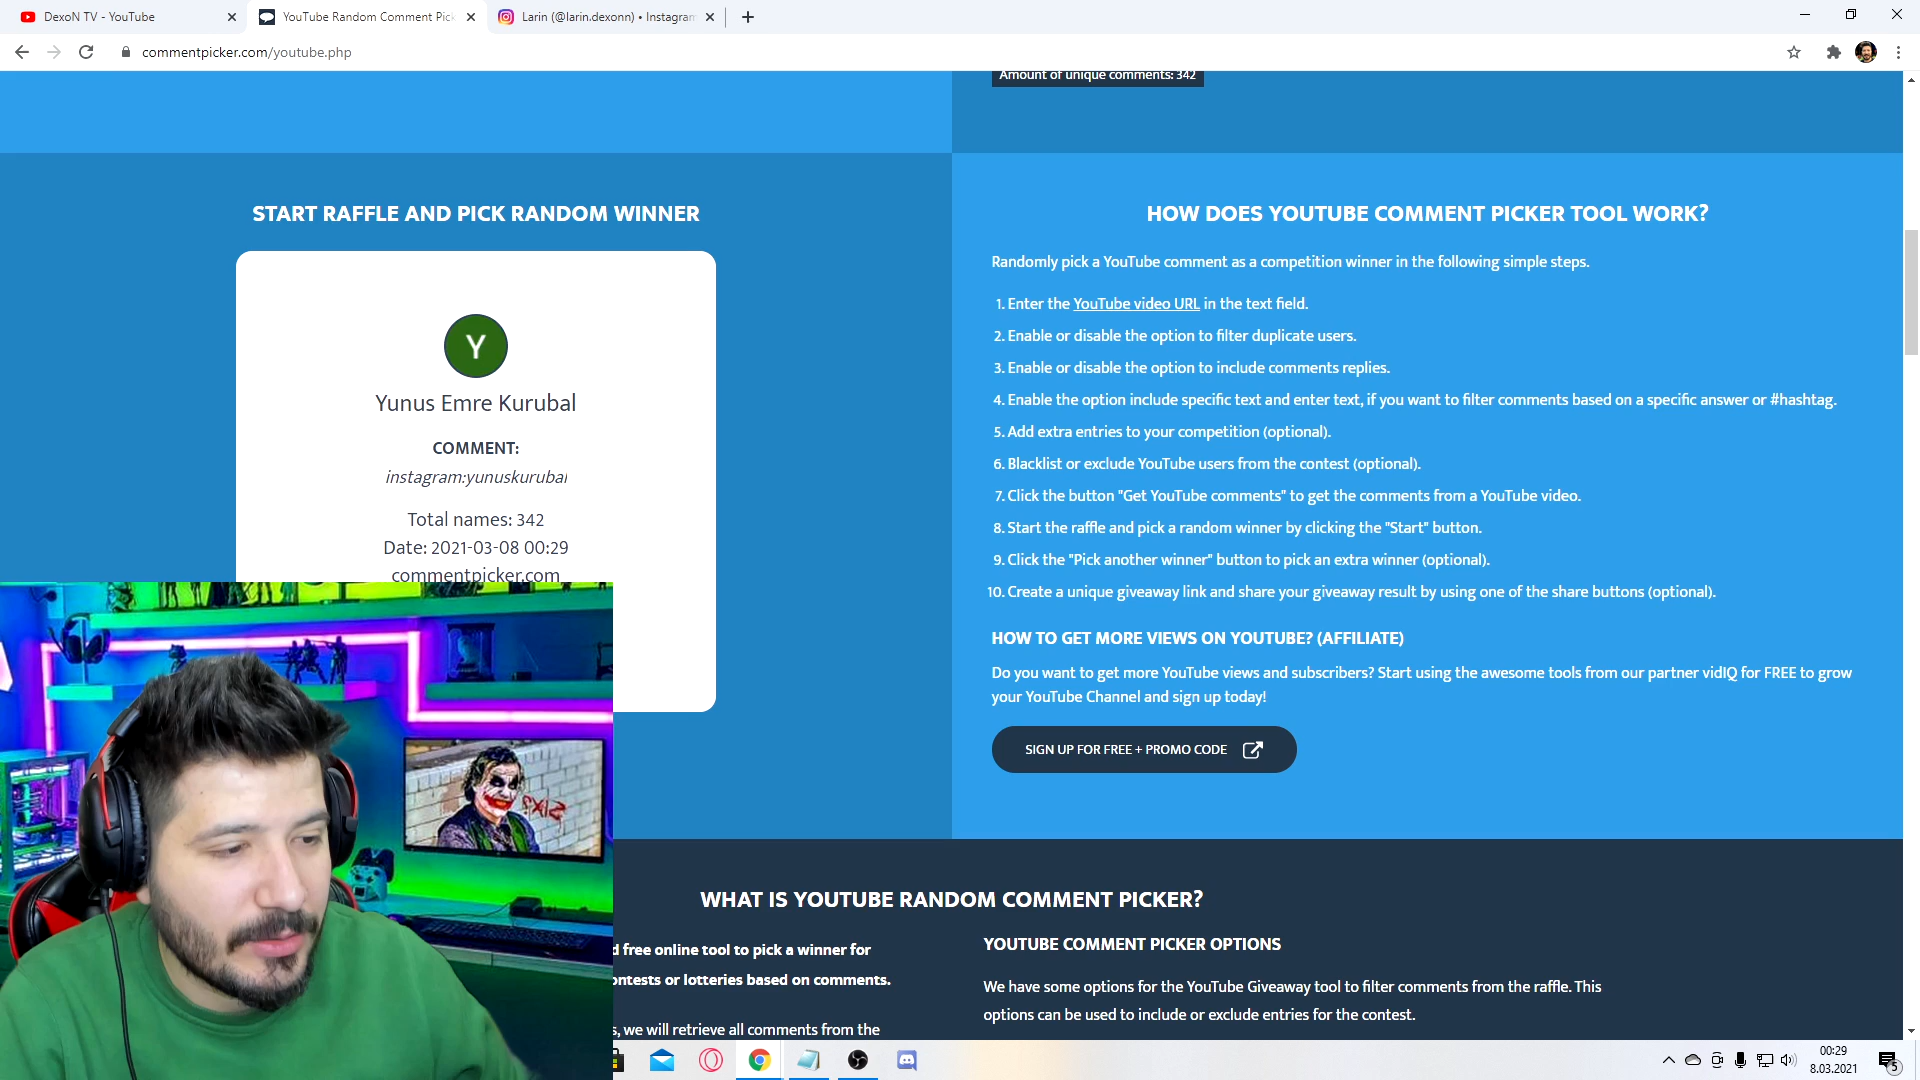 DexoN TV - YouTube
YouTube Random Comment Pick
Larin (@larin.dexonn) • Instagram
commentpicker.com/youtube.php
Amount of unique comments: 342
START RAFFLE AND PICK RANDOM WINNER
Y
Yunus Emre Kurubal
COMMENT:
instagram:yunuskurubal
Total names: 342
Date: 2021-03-08 00:29
commentpicker.com
HOW DOES YOUTUBE COMMENT PICKER TOOL WORK?
Randomly pick a YouTube comment as a competition winner in the following simple steps.
1. Enter the YouTube video URL in the text field.
2. Enable or disable the option to filter duplicate users.
3. Enable or disable the option to include comments replies.
4. Enable the option include specific text and enter text, if you want to filter comments based on a specific answer or #hashtag.
5. Add extra entries to your competition (optional).
6. Blacklist or exclude YouTube users from the contest (optional).
7. Click the button "Get YouTube comments" to get the comments from a YouTube video.
8. Start the raffle and pick a random winner by clicking the "Start" button.
9. Click the "Pick another winner" button to pick an extra winner (optional).
10. Create a unique giveaway link and share your giveaway result by using one of the share buttons (optional).
HOW TO GET MORE VIEWS ON YOUTUBE? (AFFILIATE)
Do you want to get more YouTube views and subscribers? Start using the awesome tools from our partner vidIQ for FREE to grow
your YouTube Channel and sign up today!
SIGN UP FOR FREE + PROMO CODE
WHAT IS YOUTUBE RANDOM COMMENT PICKER?
free online tool to pick a winner for
ontests or lotteries based on comments.
s, we will retrieve all comments from the
YOUTUBE COMMENT PICKER OPTIONS
We have some options for the YouTube Giveaway tool to filter comments from the raffle. This
options can be used to include or exclude entries for the contest.
00:29
8.03.2021
5